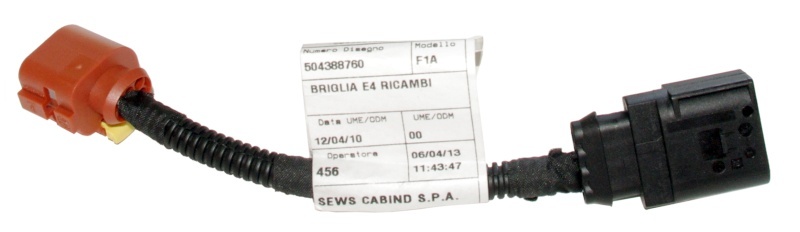 Numero Disegno Modello
504388760 F1A
BRIGLIA E4 RICAMBI
Data UME/ODM UME/ODM
12/04/10 00
Operatore 06/04/13
456 11:43:47
SEWS CABIND S.P.A.